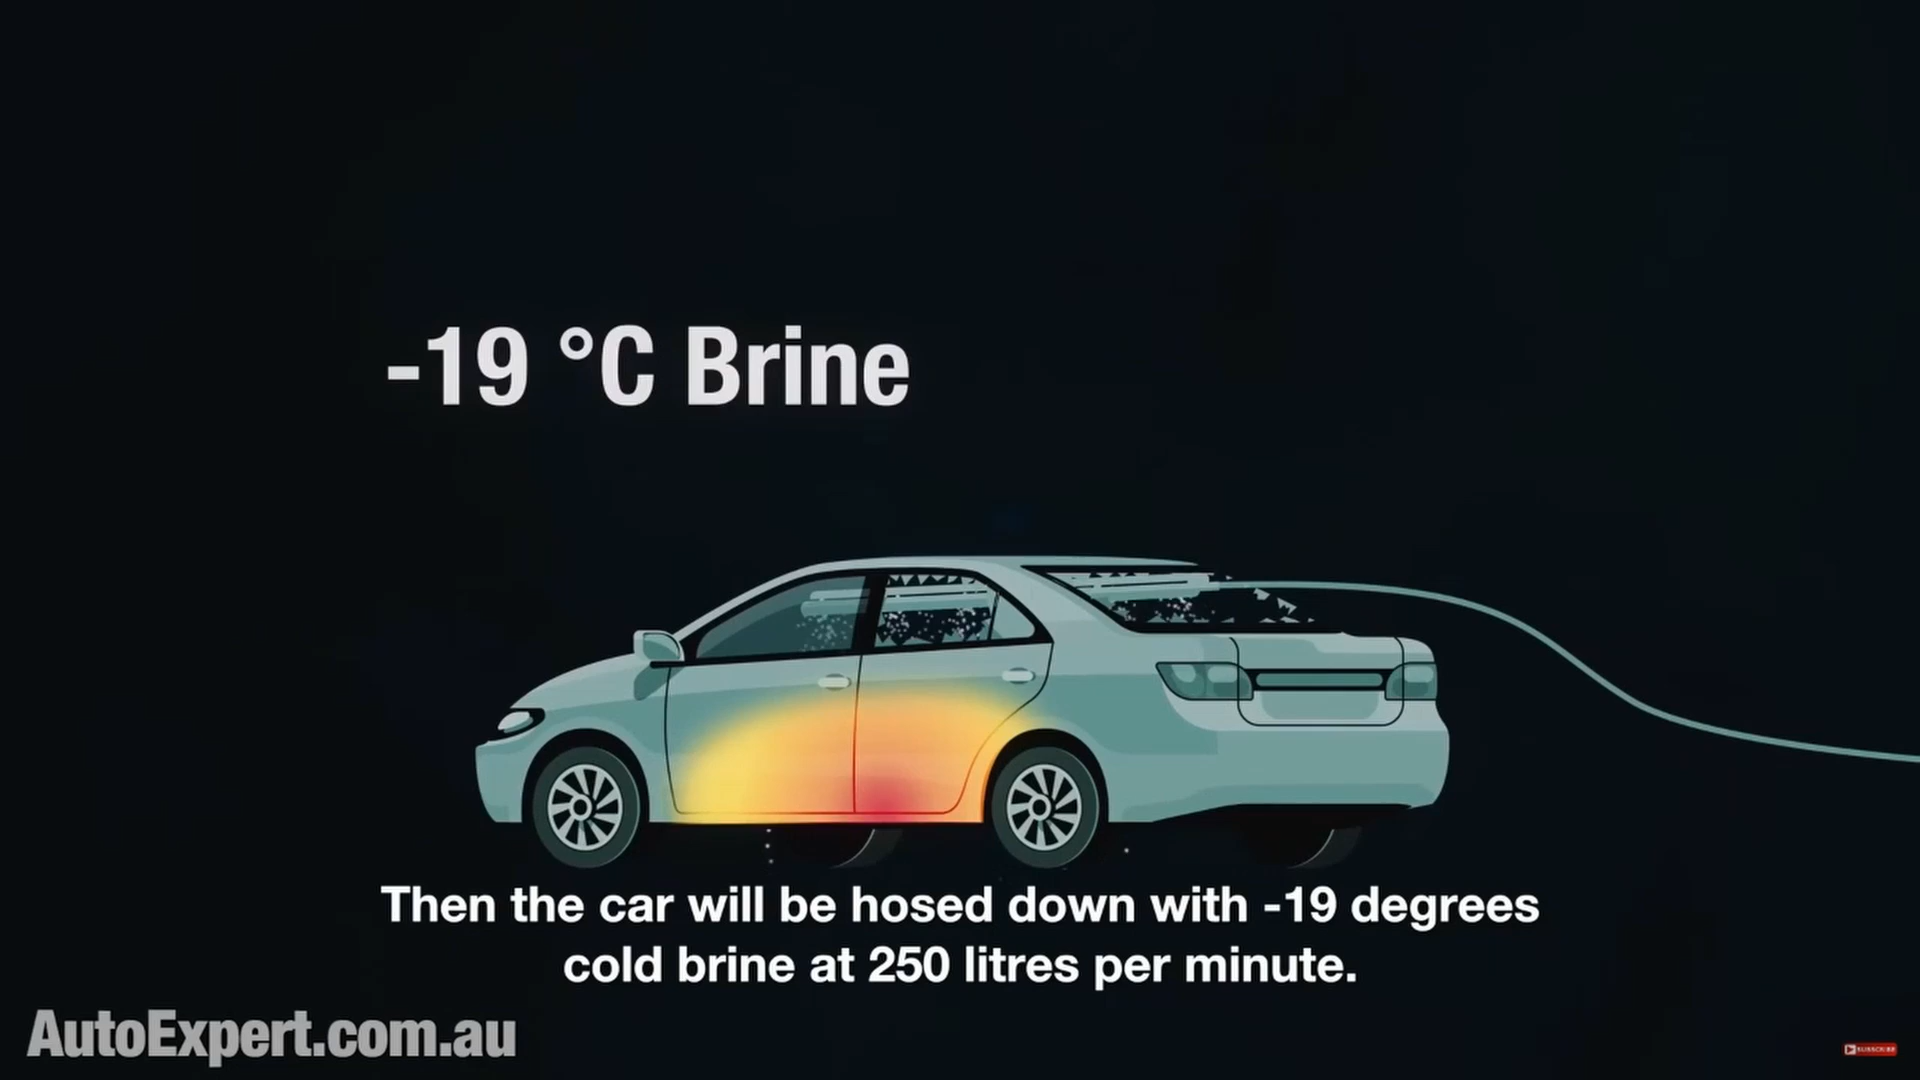 -19 °C Brine
Then the car will be hosed down with -19 degrees
cold brine at 250 litres per minute.
AutoExpert.com.au
SUBSCRIBE